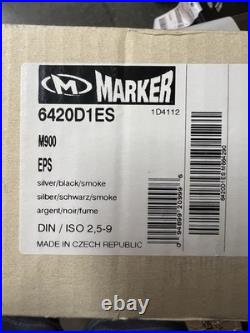 MARKER
6420D1ES
1D4112
M900
EPS
silver/black/smoke
silber/schwarz/smoke
argent/noir/fume
DIN / ISO 2,5-9
MADE IN CZECH REPUBLIC